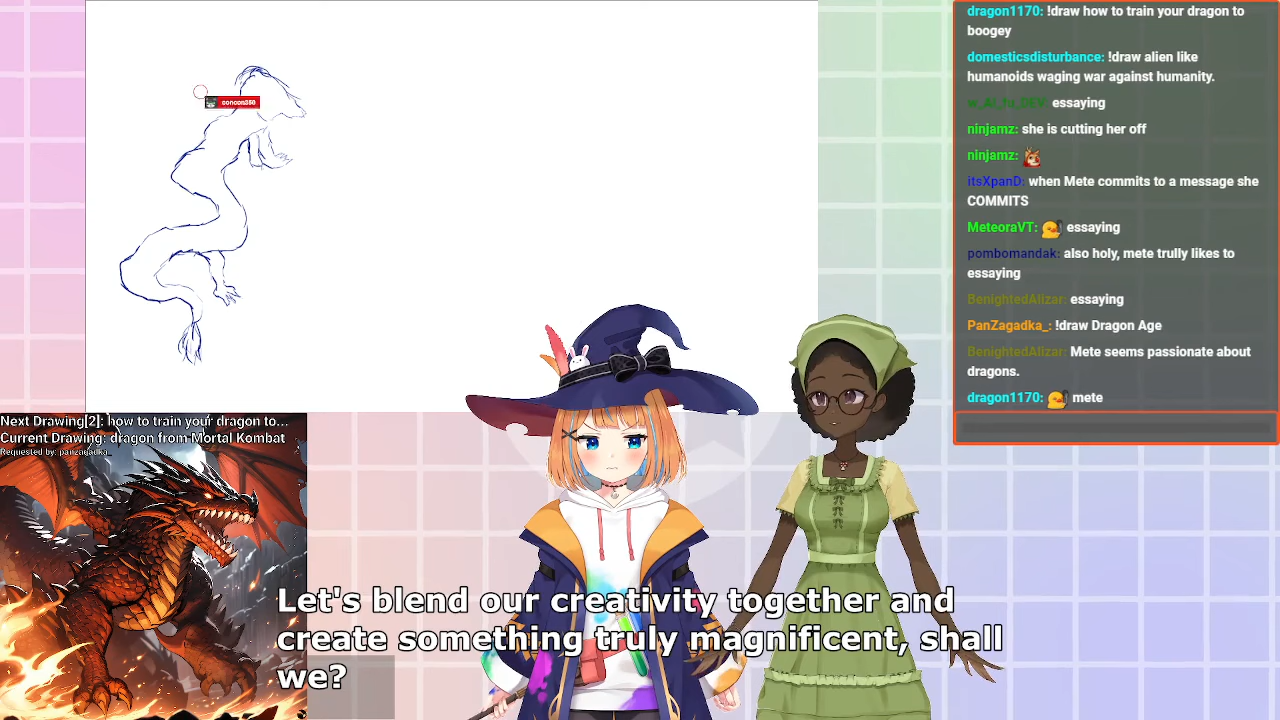 conconx350
Next Drawing[2]: how to train your dragon to...
Current Drawing: dragon from Mortal Kombat
Requested by: panzagadka_
Let's blend our creativity together and
create something truly magnificent, shall
we?
dragon1170: !draw how to train your dragon to
boogey
domesticsdisturbance: !draw alien like
humanoids waging war against humanity.
w_AI_fu_DEV: essaying
ninjamz: she is cutting her off
ninjamz:
itsXpanD: when Mete commits to a message she
COMMITS
MeteoraVT: essaying
pombomandak: also holy, mete trully likes to
essaying
BenightedAlizar: essaying
PanZagadka_: !draw Dragon Age
BenightedAlizar: Mete seems passionate about
dragons.
dragon1170: mete